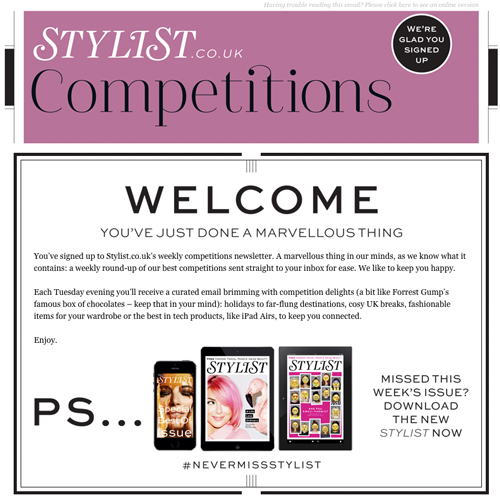 Having trouble reading this email? Please click here to see an online version
STYLIST.CO.UK
Competitions
WE'RE
GLAD YOU
SIGNED
UP
WELCOME
YOU'VE JUST DONE A MARVELLOUS THING
You've signed up to Stylist.co.uk's weekly competitions newsletter. A marvellous thing in our minds, as we know what it
contains: a weekly round-up of our best competitions sent straight to your inbox for ease. We like to keep you happy.
Each Tuesday evening you'll receive a curated email brimming with competition delights (a bit like Forrest Gump's
famous box of chocolates – keep that in your mind): holidays to far-flung destinations, cosy UK breaks, fashionable
items for your wardrobe or the best in tech products, like iPad Airs, to keep you connected.
Enjoy.
PS...
STYLIST
Special
Best Of
Issue
STYLIST
STYLIST
MISSED THIS
WEEK'S ISSUE?
DOWNLOAD
THE NEW
STYLIST NOW
#NEVERMISSSTYLIST